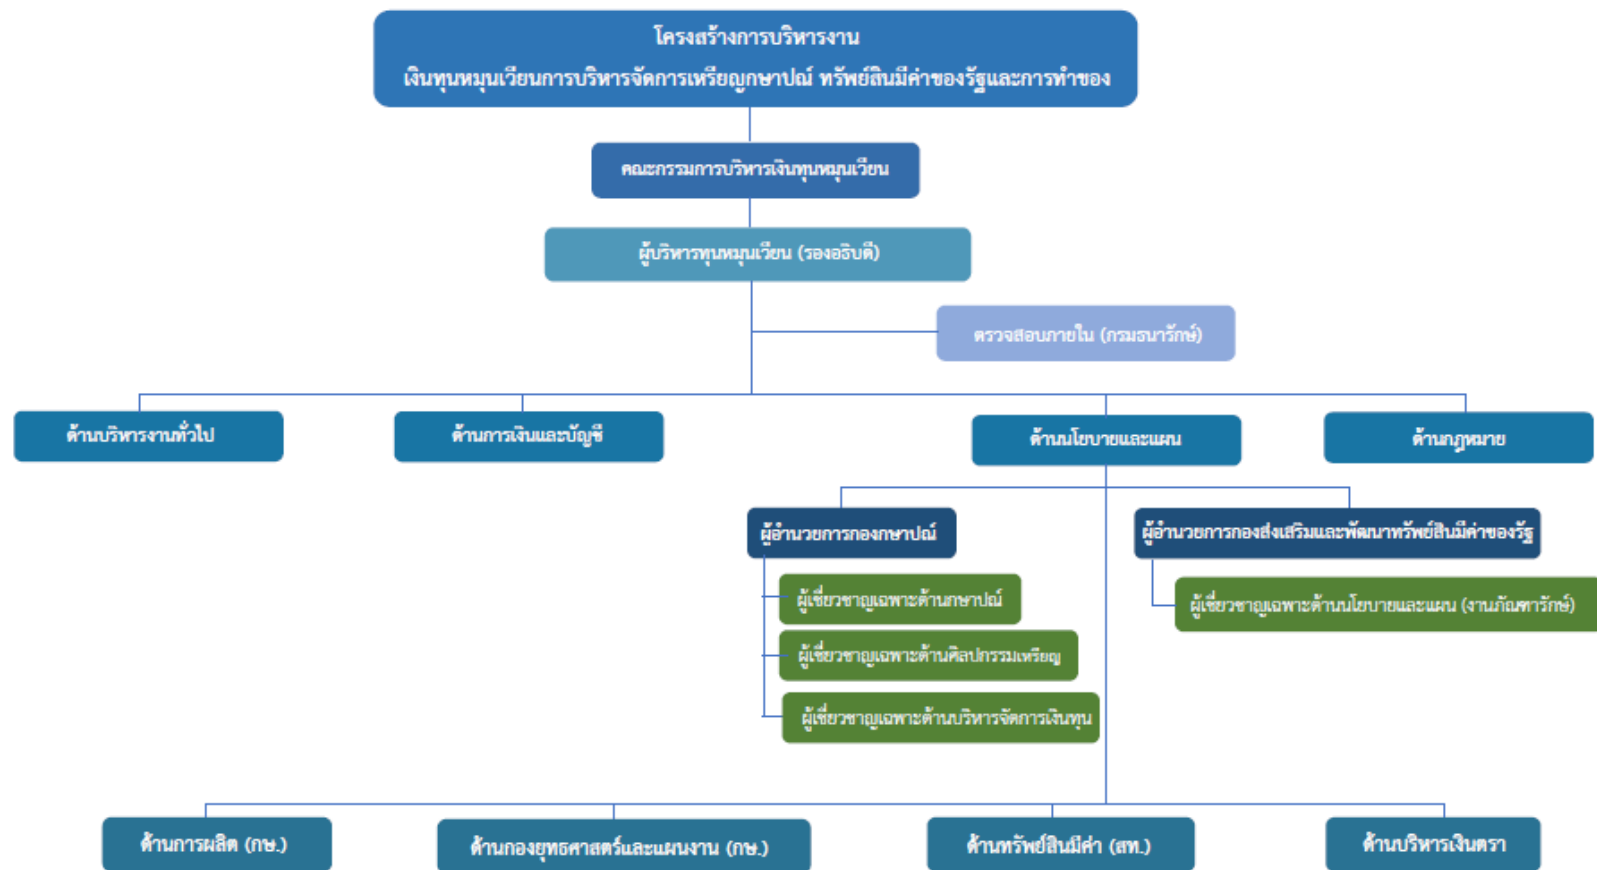 โครงสร้างการบริหารงาน
เงินทุนหมุนเวียนการบริหารจัดการเหรียญกษาปณ์ ทรัพย์สินมีค่าของรัฐและการทำของ
คณะกรรมการบริหารเงินทุนหมุนเวียน
ผู้บริหารทุนหมุนเวียน (รองอธิบดี)
ตรวจสอบภายใน (กรมธนารักษ์)
ด้านบริหารงานทั่วไป
ด้านการเงินและบัญชี
ด้านนโยบายและแผน
ด้านกฎหมาย
ผู้อำนวยการกองกษาปณ์
ผู้อำนวยการกองส่งเสริมและพัฒนาทรัพย์สินมีค่าของรัฐ
ผู้เชี่ยวชาญเฉพาะด้านกษาปณ์
ผู้เชี่ยวชาญเฉพาะด้านนโยบายและแผน (งานภัณฑารักษ์)
ผู้เชี่ยวชาญเฉพาะด้านศิลปกรรมเหรียญ
ผู้เชี่ยวชาญเฉพาะด้านบริหารจัดการเงินทุน
ด้านการผลิต (กษ.)
ด้านกองยุทธศาสตร์และแผนงาน (กษ.)
ด้านทรัพย์สินมีค่า (สท.)
ด้านบริหารเงินตรา